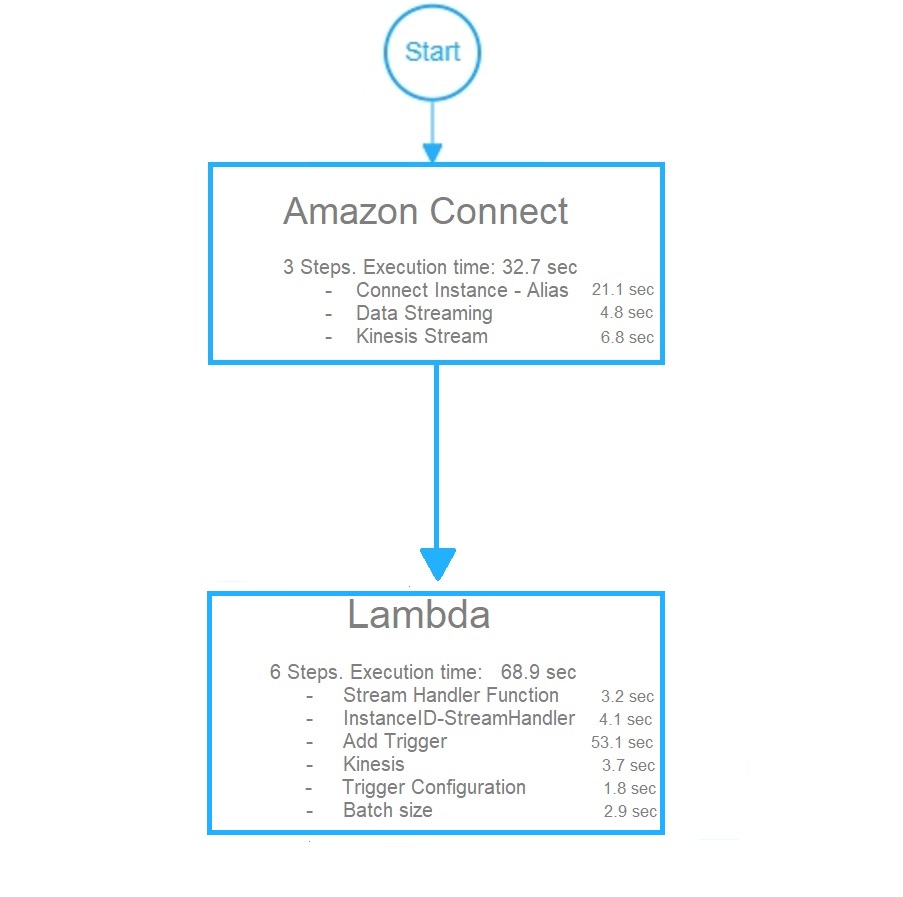 Start
Amazon Connect
3 Steps. Execution time: 32.7 sec
- Connect Instance - Alias 21.1 sec
- Data Streaming 4.8 sec
- Kinesis Stream 6.8 sec
Lambda
6 Steps. Execution time: 68.9 sec
- Stream Handler Function 3.2 sec
- InstanceID-StreamHandler 4.1 sec
- Add Trigger 53.1 sec
- Kinesis 3.7 sec
- Trigger Configuration 1.8 sec
- Batch size 2.9 sec